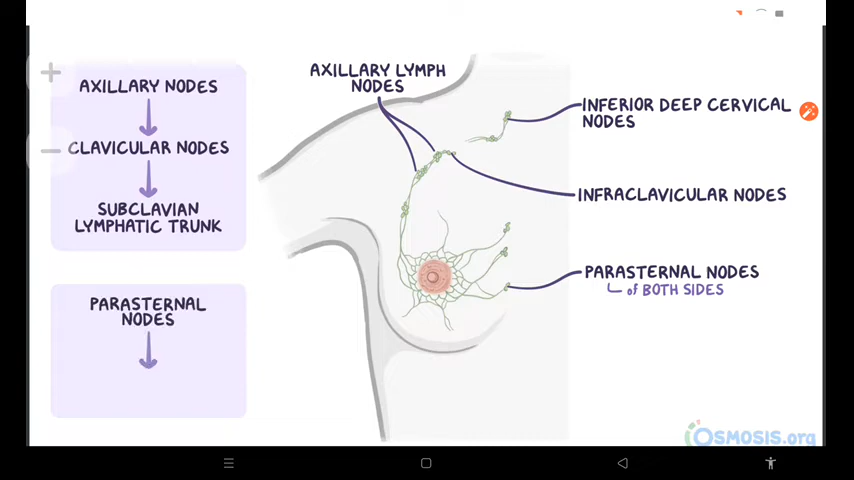 AXILLARY NODES
CLAVICULAR NODES
SUBCLAVIAN
LYMPHATIC TRUNK
PARASTERNAL
NODES
AXILLARY LYMPH
NODES
INFERIOR DEEP CERVICAL
NODES
INFRACLAVICULAR NODES
PARASTERNAL NODES
of BOTH SIDES
OSMOSIS.org